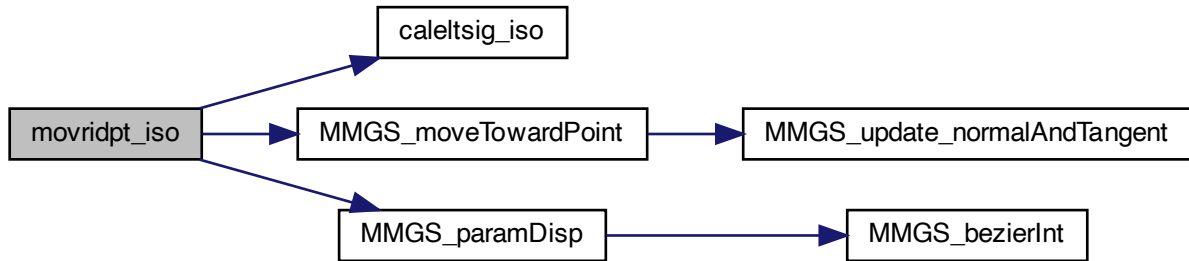 caleltsig_iso
movridpt_iso
MMGS_moveTowardPoint
MMGS_update_normalAndTangent
MMGS_paramDisp
MMGS_bezierInt